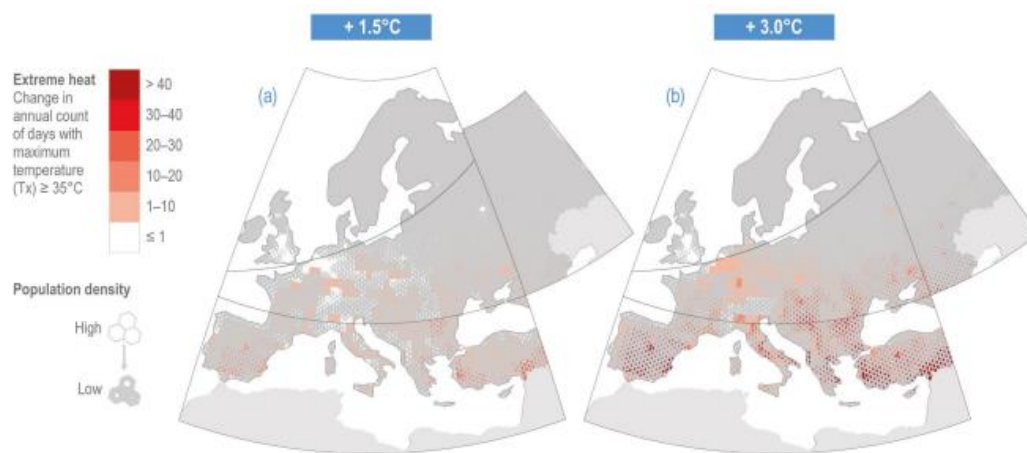 + 1.5°C
+ 3.0°C
Extreme heat
Change in
annual count
of days with
maximum
temperature
(Tx) ≥ 35°C
> 40
30–40
20–30
10–20
1–10
≤ 1
(a)
(b)
Population density
High
Low